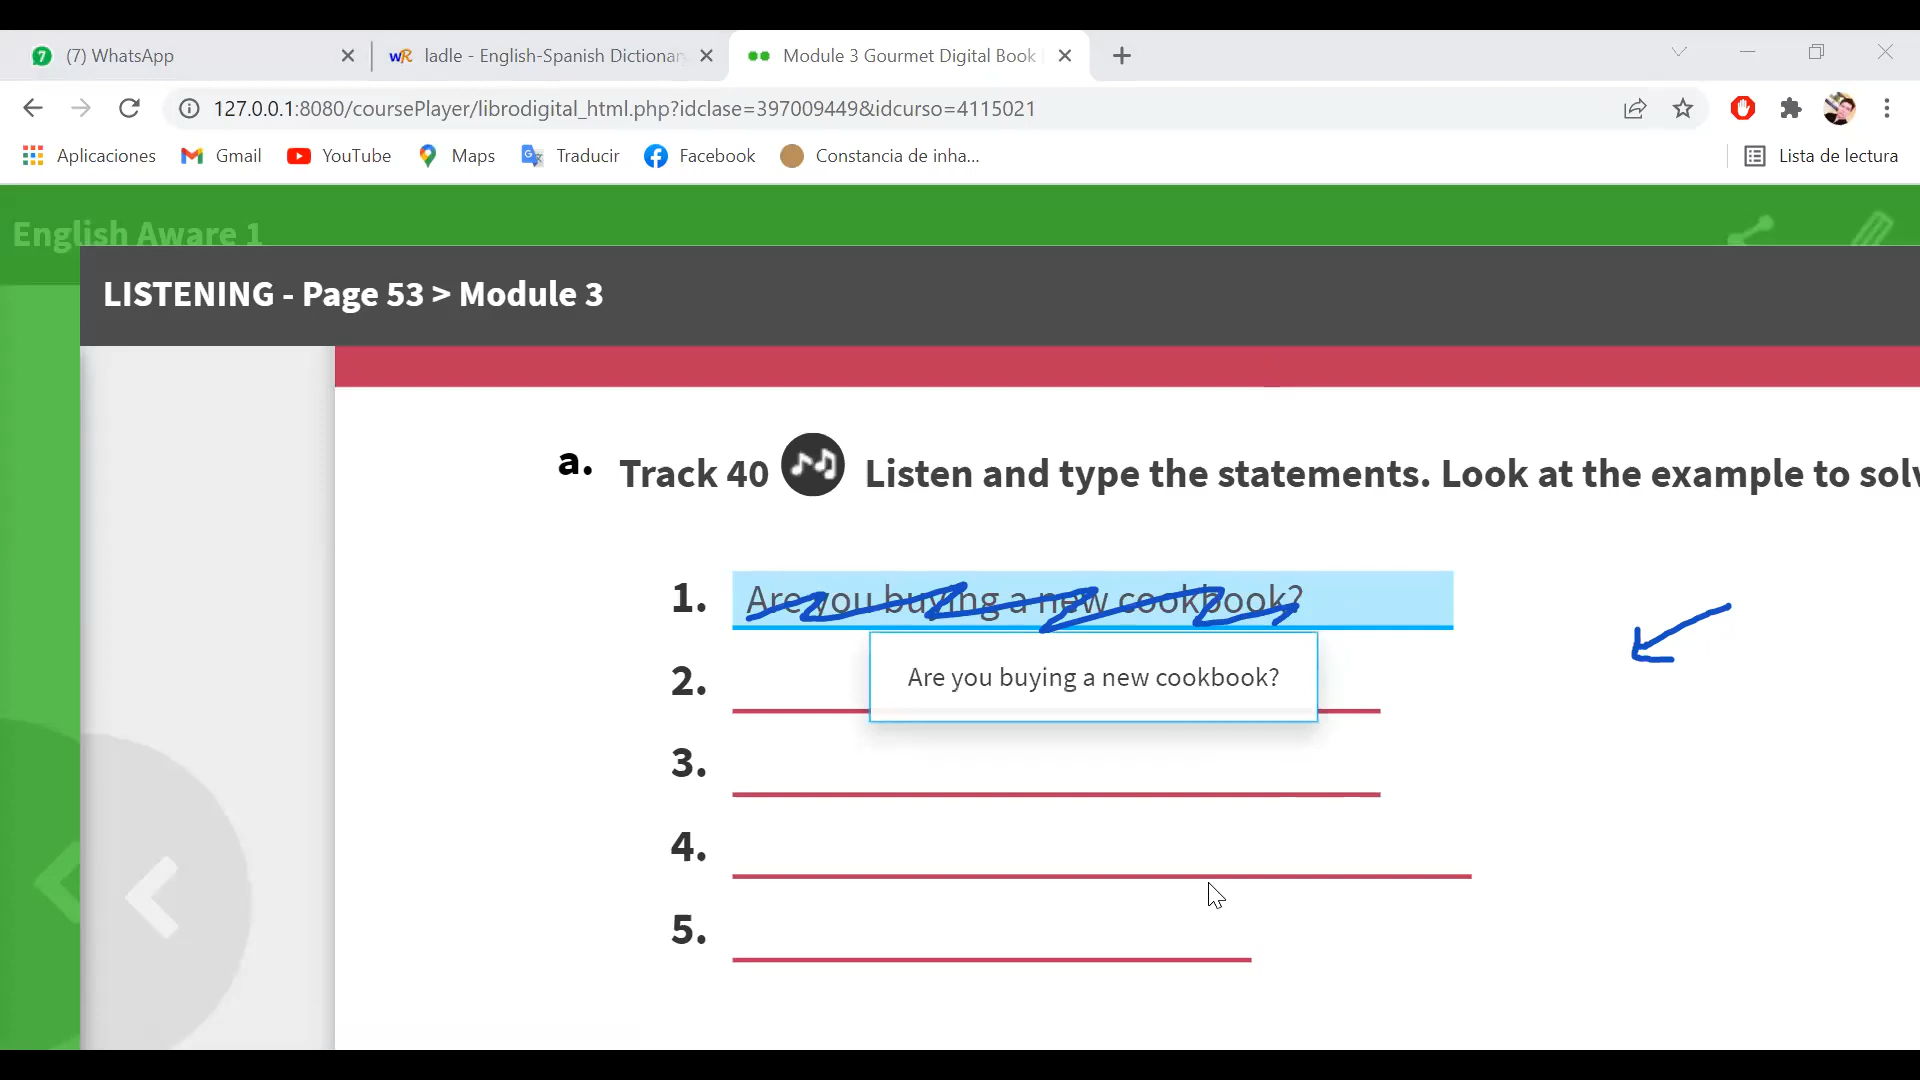 (7) WhatsApp
ladle - English-Spanish Dictionar
Module 3 Gourmet Digital Book
127.0.0.1:8080/coursePlayer/librodigital_html.php?idclase=397009449&idcurso=4115021
Aplicaciones
Gmail
YouTube
Maps
Traducir
Facebook
Constancia de inha...
Lista de lectura
English Aware 1
LISTENING - Page 53 > Module 3
a. Track 40 Listen and type the statements. Look at the example to solv
1. Are you buying a new cookbook?
Are you buying a new cookbook?
2.
3.
4.
5.